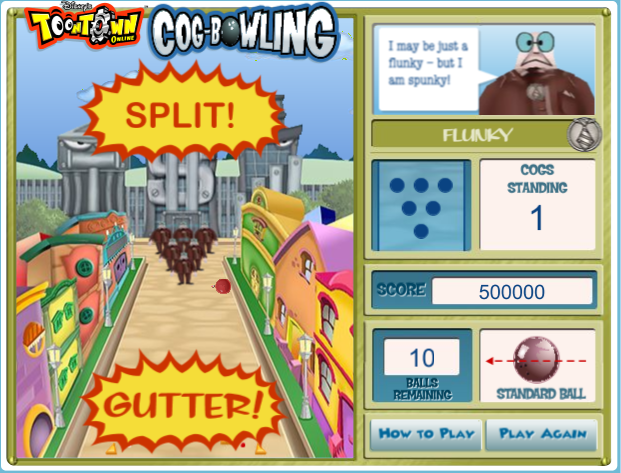 Disney's
TOONTOWN
ONLINE
COG-BOWLING
SPLIT!
GUTTER!
I may be just a
flunky – but I
am spunky!
FLUNKY
COGS
STANDING
1
SCORE
500000
10
BALLS
REMAINING
STANDARD BALL
HOW TO PLAY
PLAY AGAIN